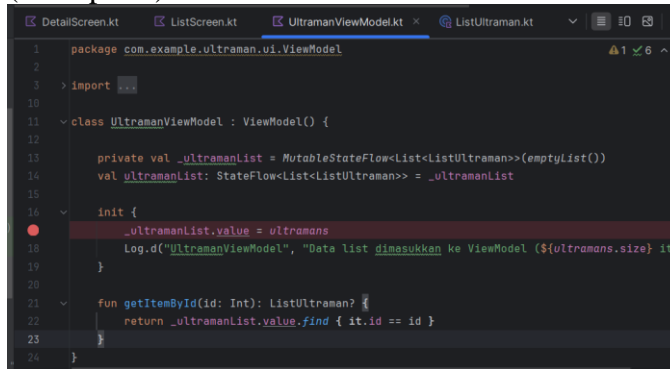 DetailScreen.kt ListScreen.kt UltramanViewModel.kt × ListUltraman.kt
1 package com.example.ultraman.ui.ViewModel 1 6
2
3 > import ...
10
11 class UltramanViewModel : ViewModel() {
12
13 private val _ultramanList = MutableStateFlow<List<ListUltraman>>(emptyList())
14 val ultramanList: StateFlow<List<ListUltraman>> = _ultramanList
15
16 init {
_ultramanList.value = ultramans
18 Log.d("UltramanViewModel", "Data list dimasukkan ke ViewModel (${ultramans.size} it
19 }
20
21 fun getItemById(id: Int): ListUltraman? {
22 return _ultramanList.value.find { it.id == id }
23 }
24 }